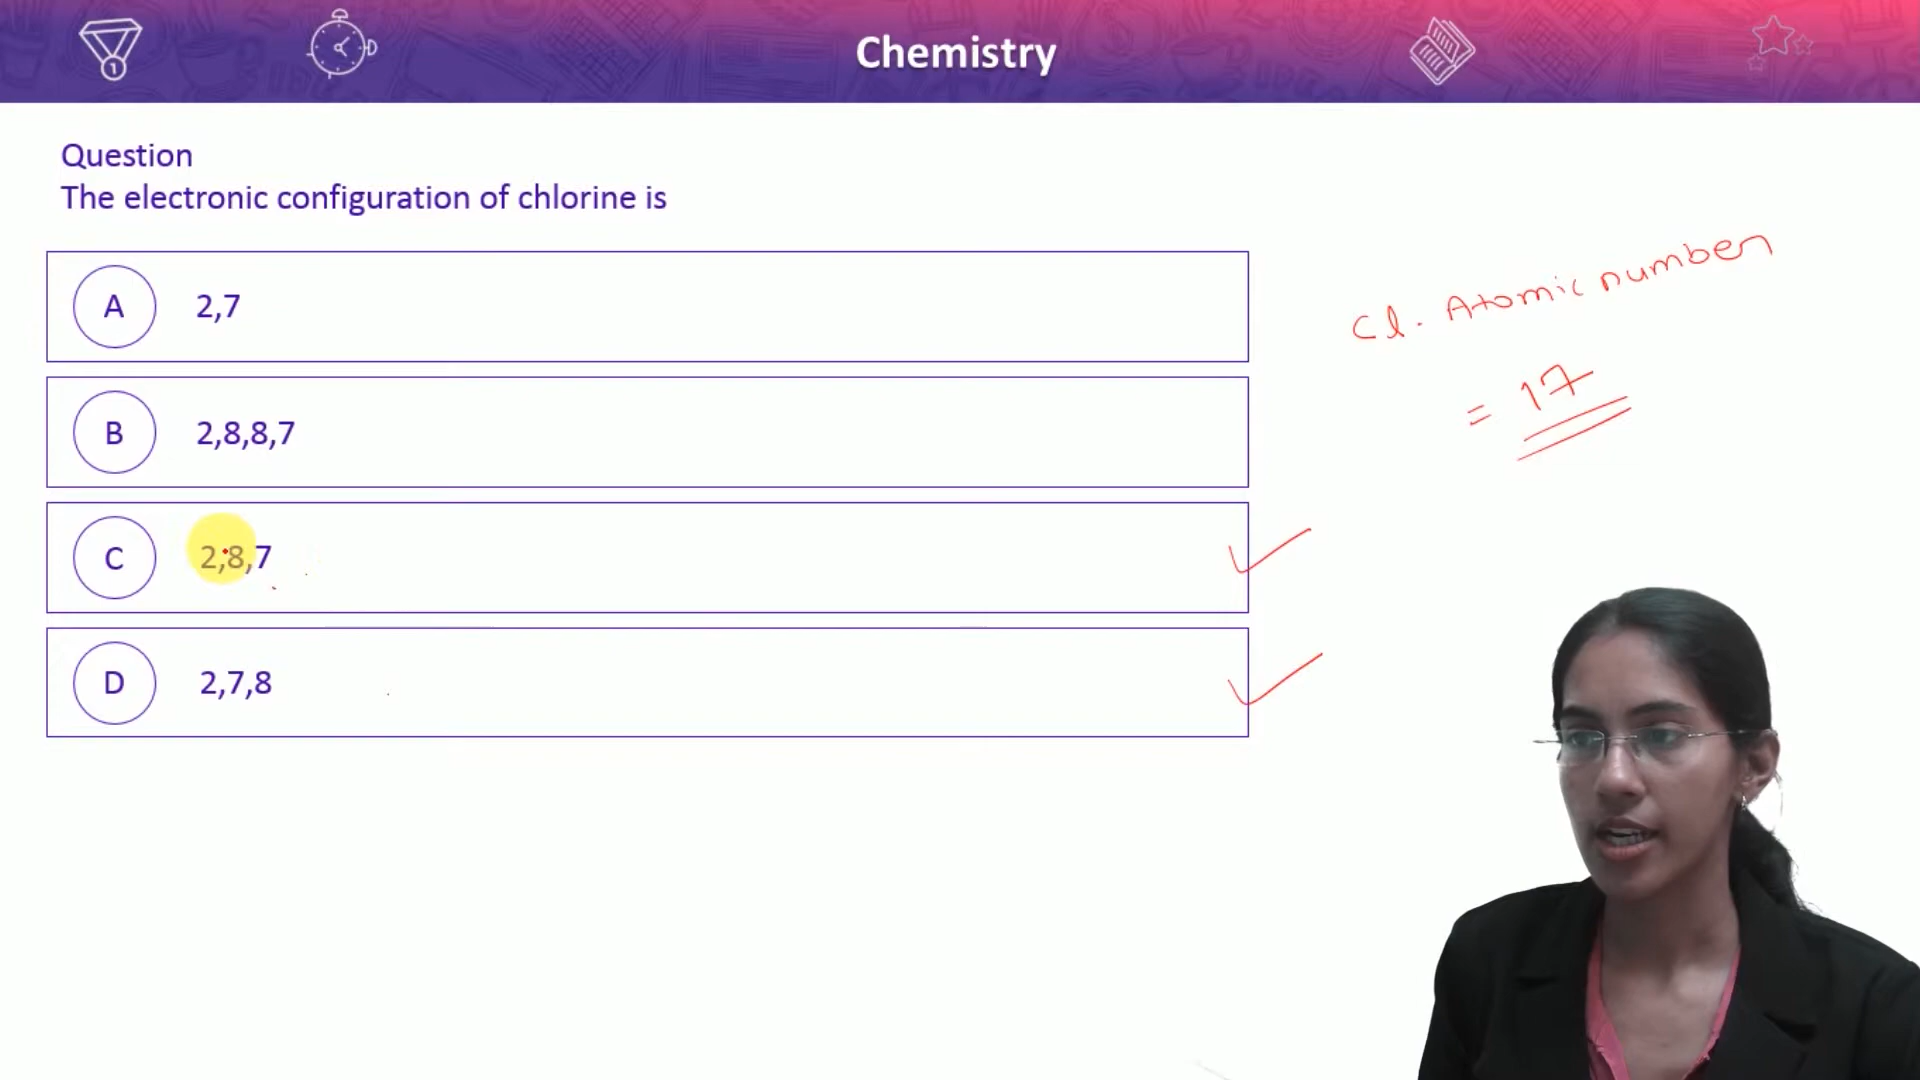 Chemistry
Question
The electronic configuration of chlorine is
A 2,7
B 2,8,8,7
C 2,8,7
D 2,7,8
Cl. Atomic number
= 17